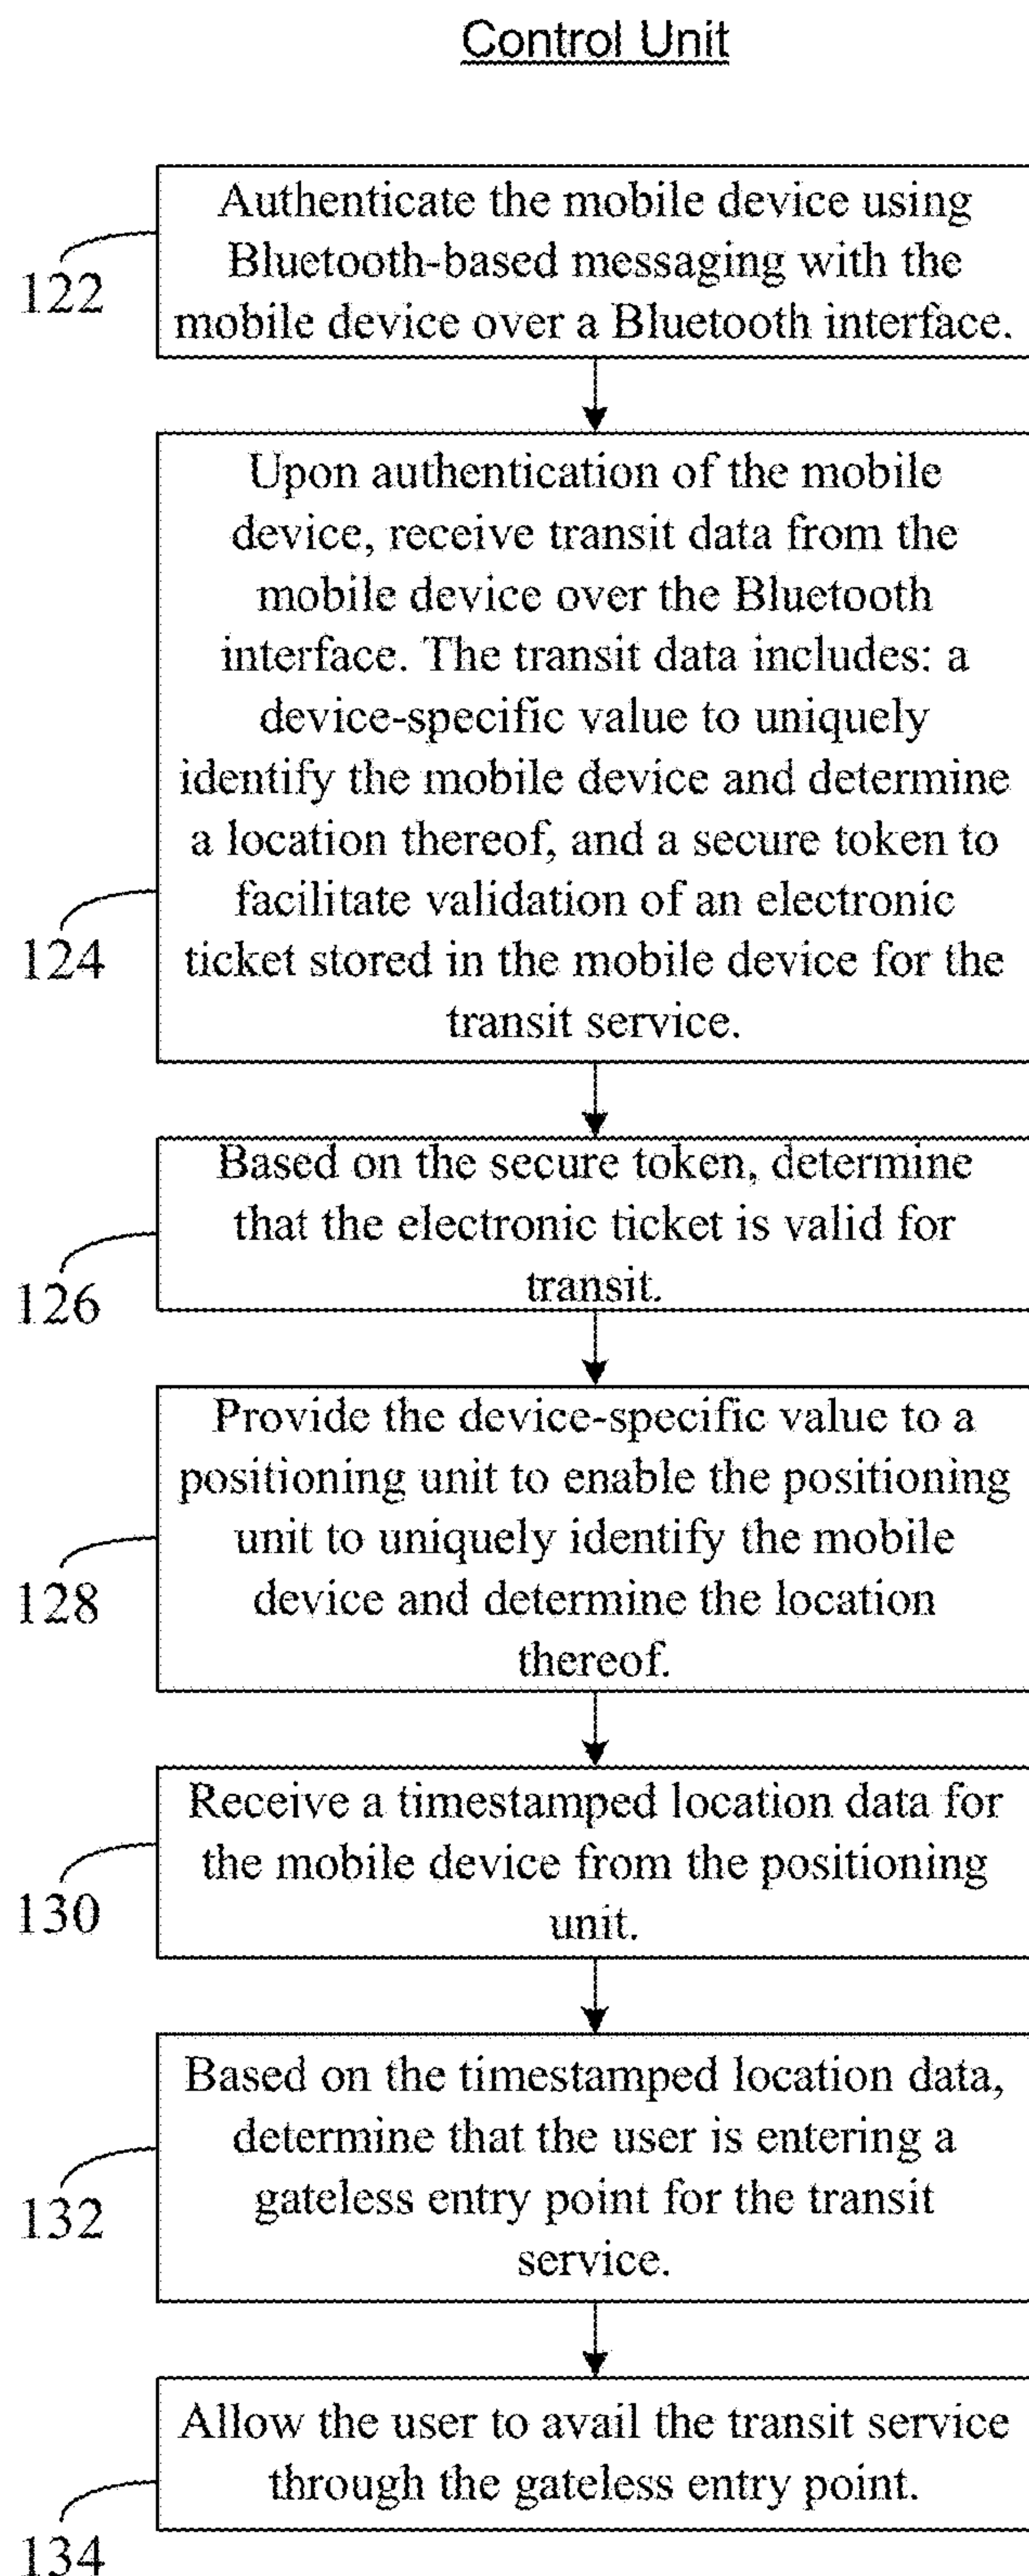 Control Unit
Authenticate the mobile device using
Bluetooth-based messaging with the
mobile device over a Bluetooth interface.
122
Upon authentication of the mobile
device, receive transit data from the
mobile device over the Bluetooth
interface. The transit data includes: a
device-specific value to uniquely
identify the mobile device and determine
a location thereof, and a secure token to
facilitate validation of an electronic
ticket stored in the mobile device for the
transit service.
124
Based on the secure token, determine
that the electronic ticket is valid for
transit.
126
Provide the device-specific value to a
positioning unit to enable the positioning
unit to uniquely identify the mobile
device and determine the location
thereof.
128
Receive a timestamped location data for
the mobile device from the positioning
unit.
130
Based on the timestamped location data,
determine that the user is entering a
gateless entry point for the transit
service.
132
Allow the user to avail the transit service
through the gateless entry point.
134